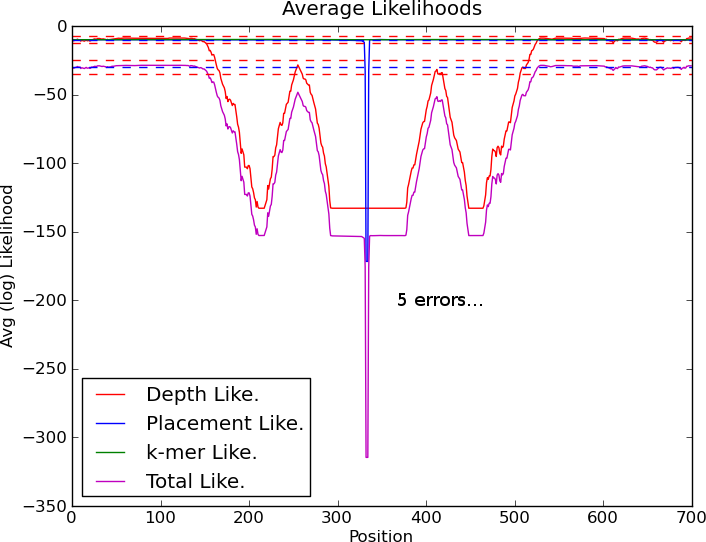 Average Likelihoods
0
−50
−100
−150
−200
−250
−300
−350
Avg (log) Likelihood
5 errors...
Depth Like.
Placement Like.
k-mer Like.
Total Like.
0 100 200 300 400 500 600 700
Position